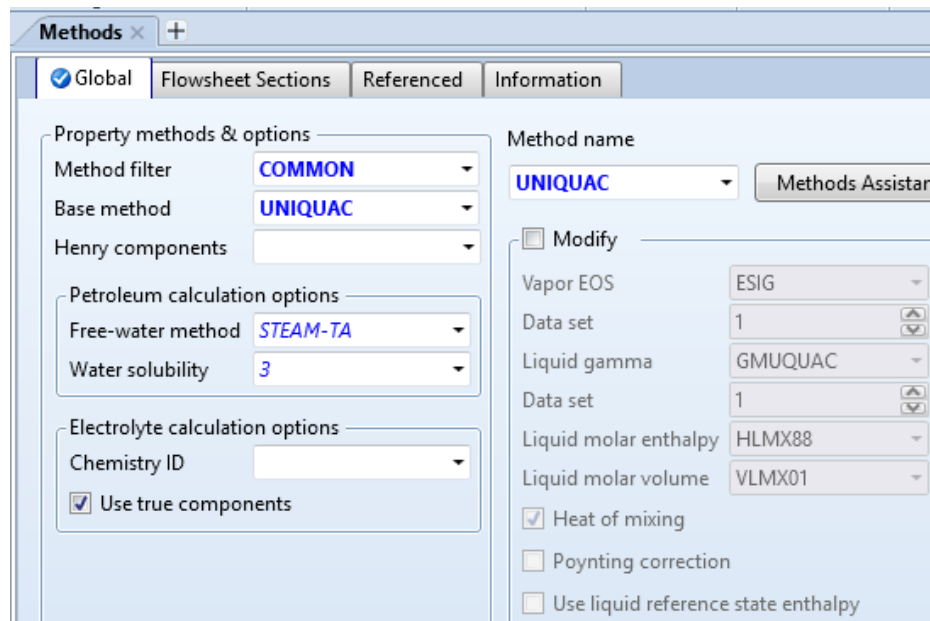 Methods
Global
Flowsheet Sections
Referenced
Information
Property methods & options
Method filter COMMON
Base method UNIQUAC
Henry components
Petroleum calculation options
Free-water method STEAM-TA
Water solubility 3
Electrolyte calculation options
Chemistry ID
Use true components
Method name
UNIQUAC Methods Assistan
Modify
Vapor EOS ESIG
Data set 1
Liquid gamma GMUQUAC
Data set 1
Liquid molar enthalpy HLMX88
Liquid molar volume VLMX01
Heat of mixing
Poynting correction
Use liquid reference state enthalpy